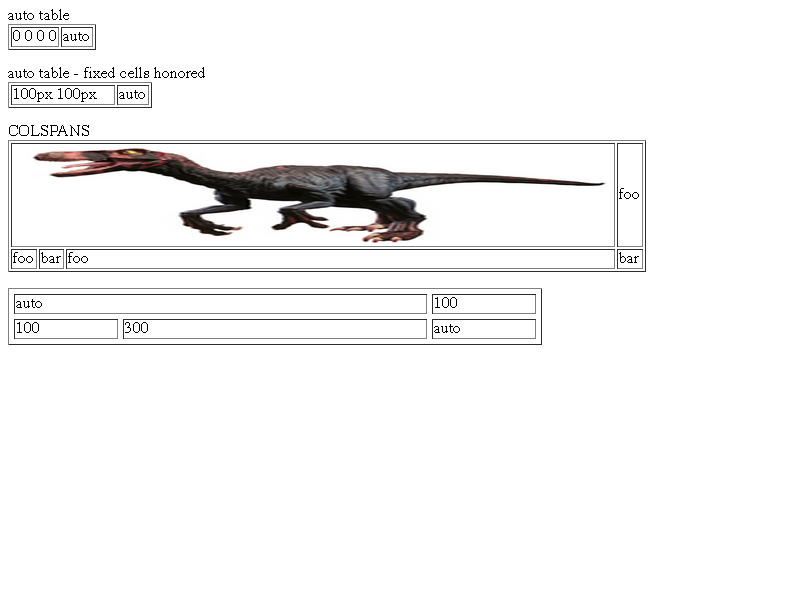 auto table
0 0 0 0 auto
auto table - fixed cells honored
100px 100px auto
COLSPANS
foo
foo bar foo bar
auto 100
100 300 auto